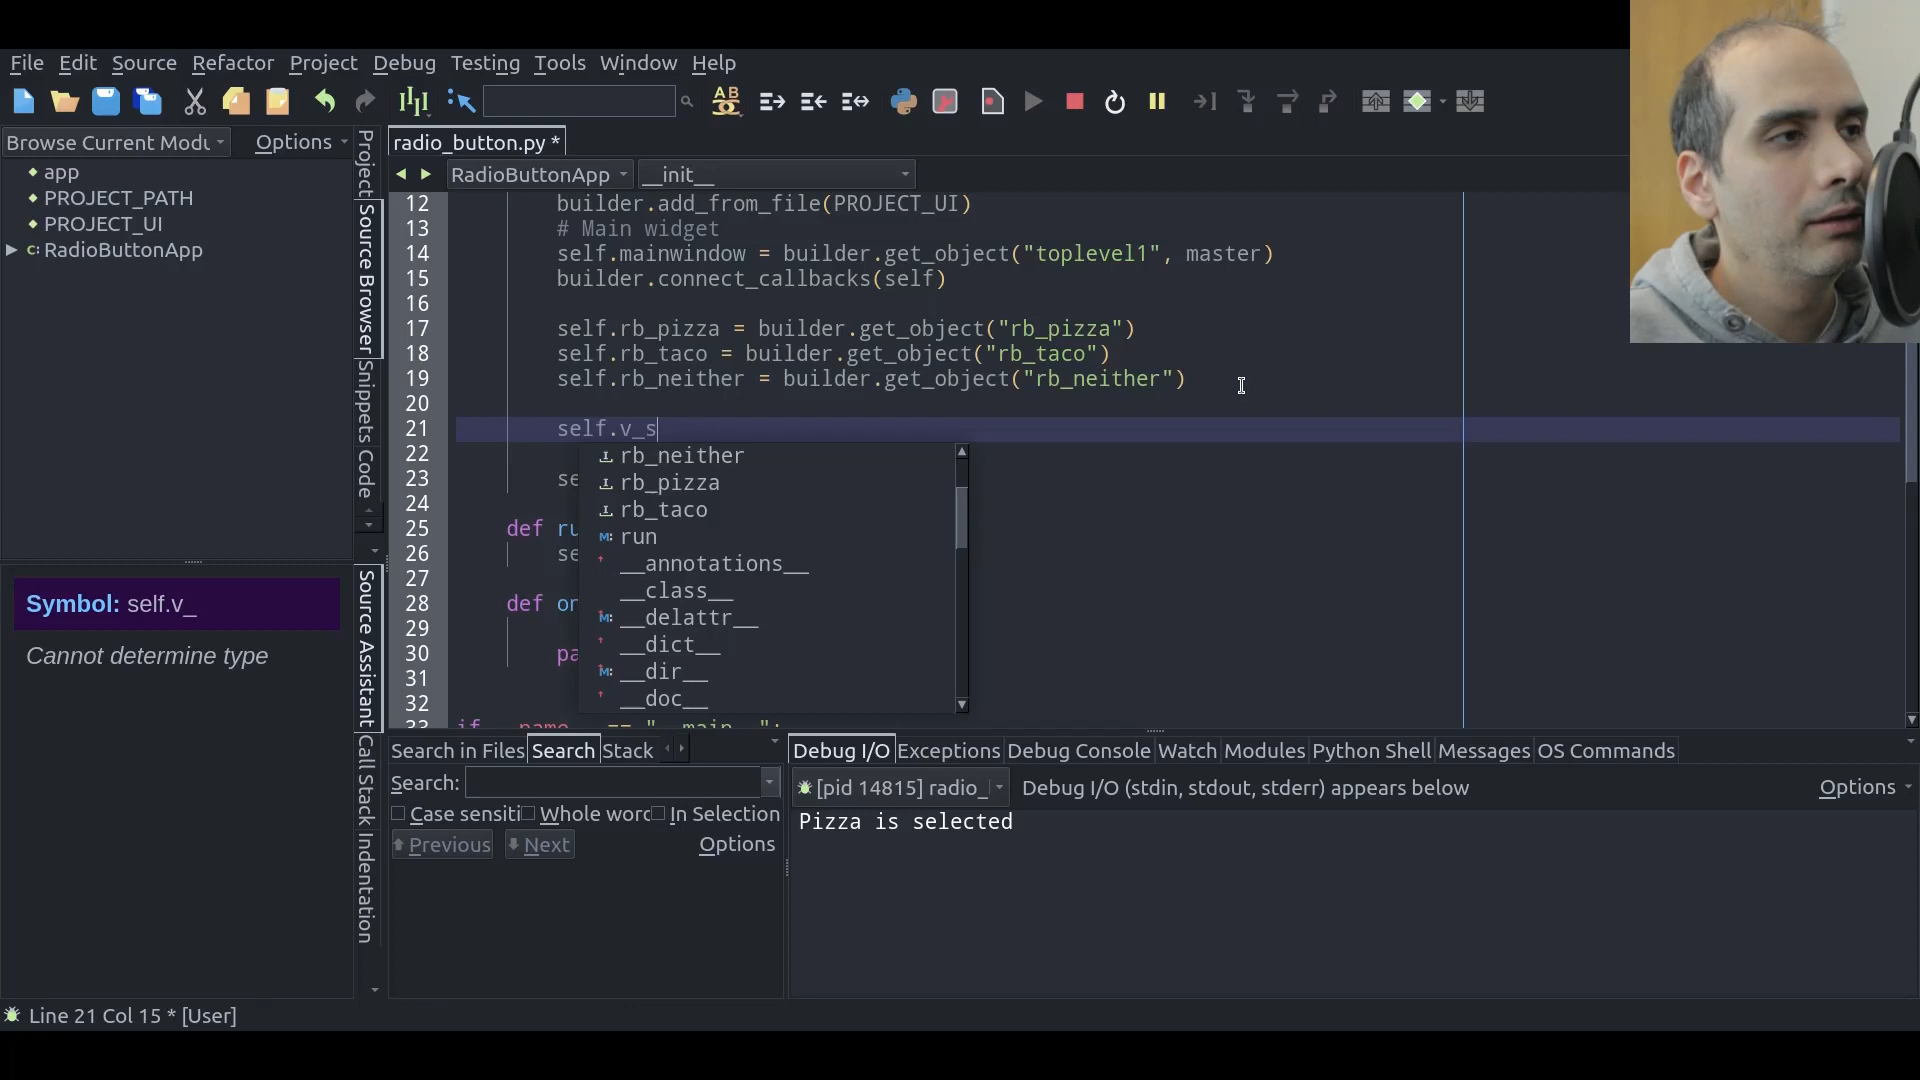 File Edit Source Refactor Project Debug Testing Tools Window Help
Browse Current Modu
Options
app
PROJECT_PATH
PROJECT_UI
RadioButtonApp
Project
Source Browser
Snippets
Code
radio_button.py *
RadioButtonApp
__init__
12 builder.add_from_file(PROJECT_UI)
13 # Main widget
14 self.mainwindow = builder.get_object("toplevel1", master)
15 builder.connect_callbacks(self)
16
17 self.rb_pizza = builder.get_object("rb_pizza")
18 self.rb_taco = builder.get_object("rb_taco")
19 self.rb_neither = builder.get_object("rb_neither")
20
21 self.v_s
22
23 se
24
25 def ru
26 se
27
28 def on
29
30 pa
31
32
33 if __name__ == "__main__":
rb_neither
rb_pizza
rb_taco
run
__annotations__
__class__
__delattr__
__dict__
__dir__
__doc__
Symbol: self.v_
Cannot determine type
Source Assistant
Call Stack
Indentation
Search in Files Search Stack
Search:
Case sensiti Whole word In Selection
Previous Next Options
Debug I/O Exceptions Debug Console Watch Modules Python Shell Messages OS Commands
[pid 14815] radio_ Debug I/O (stdin, stdout, stderr) appears below Options
Pizza is selected
Line 21 Col 15 * [User]